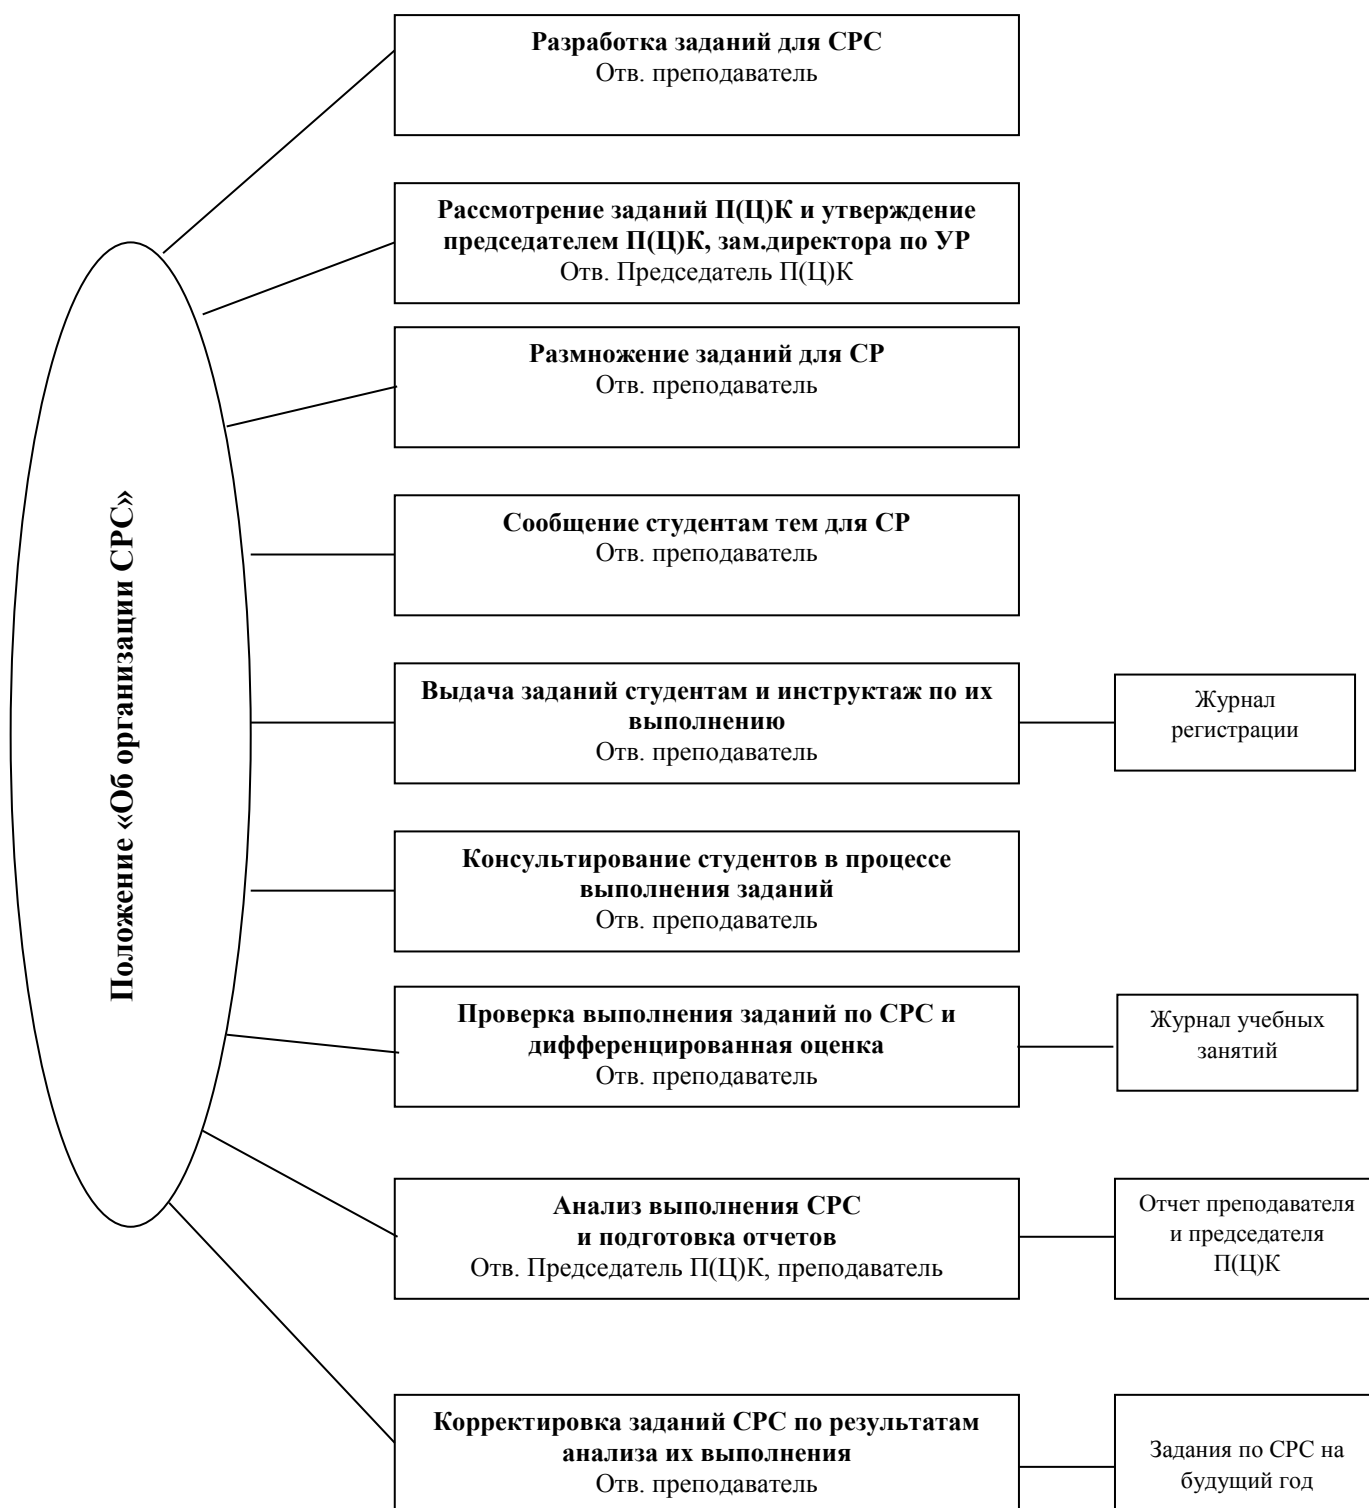 Положение «Об организации СРС»
Разработка заданий для СРС
Отв. преподаватель
Рассмотрение заданий П(Ц)К и утверждение
председателем П(Ц)К, зам.директора по УР
Отв. Председатель П(Ц)К
Размножение заданий для СР
Отв. преподаватель
Сообщение студентам тем для СР
Отв. преподаватель
Выдача заданий студентам и инструктаж по их
выполнению
Отв. преподаватель
Журнал
регистрации
Консультирование студентов в процессе
выполнения заданий
Отв. преподаватель
Проверка выполнения заданий по СРС и
дифференцированная оценка
Отв. преподаватель
Журнал учебных
занятий
Анализ выполнения СРС
и подготовка отчетов
Отв. Председатель П(Ц)К, преподаватель
Отчет преподавателя
и председателя
П(Ц)К
Корректировка заданий СРС по результатам
анализа их выполнения
Отв. преподаватель
Задания по СРС на
будущий год